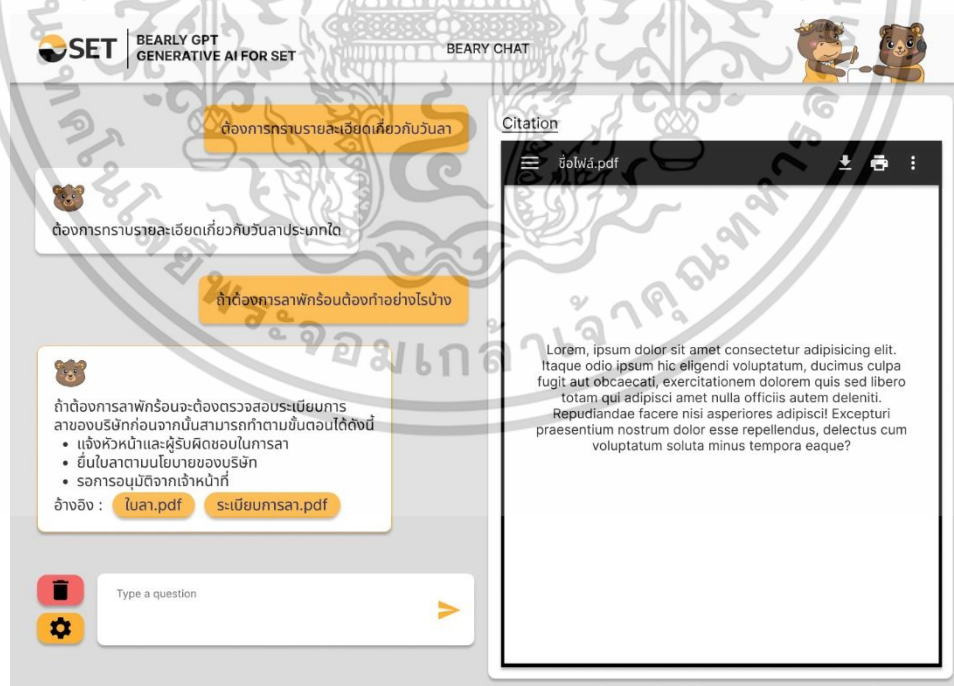 SET
BEARLY GPT
GENERATIVE AI FOR SET
BEARY CHAT
ต้องการทราบรายละเอียดเกี่ยวกับวันลา
ต้องการทราบรายละเอียดเกี่ยวกับวันลาประเภทใด
ถ้าต้องการลาพักร้อนต้องทำอย่างไรบ้าง
ถ้าต้องการลาพักร้อนจะต้องตรวจสอบระเบียบการ
ลาของบริษัทก่อนจากนั้นสามารถทำตามขั้นตอนได้ดังนี้
• แจ้งหัวหน้าและผู้รับผิดชอบในการลา
• ยื่นใบลาตามนโยบายของบริษัท
• รอการอนุมัติจากเจ้าหน้าที่
อ้างอิง : ใบลา.pdf ระเบียบการลา.pdf
Type a question
Citation
ชื่อไฟล์.pdf
Lorem, ipsum dolor sit amet consectetur adipisicing elit.
Itaque odio ipsum hic eligendi voluptatum, ducimus culpa
fugit aut obcaecati, exercitationem dolorem quis sed libero
totam qui adipisci amet nulla officiis autem deleniti.
Repudiandae facere nisi asperiores adipisci! Excepturi
praesentium nostrum dolor esse repellendus, delectus cum
voluptatum soluta minus tempora eaque?